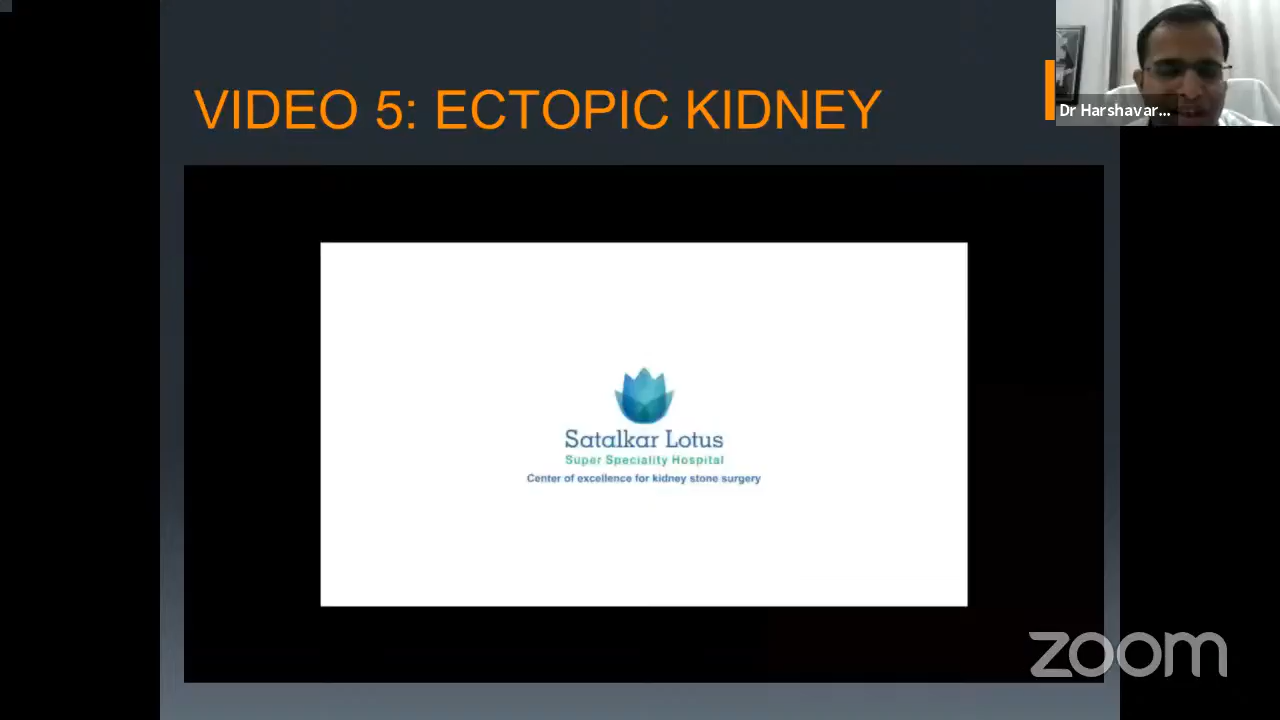 VIDEO 5: ECTOPIC KIDNEY
Dr Harshavar...
Satalkar Lotus
Super Speciality Hospital
Center of excellence for kidney stone surgery
zoom